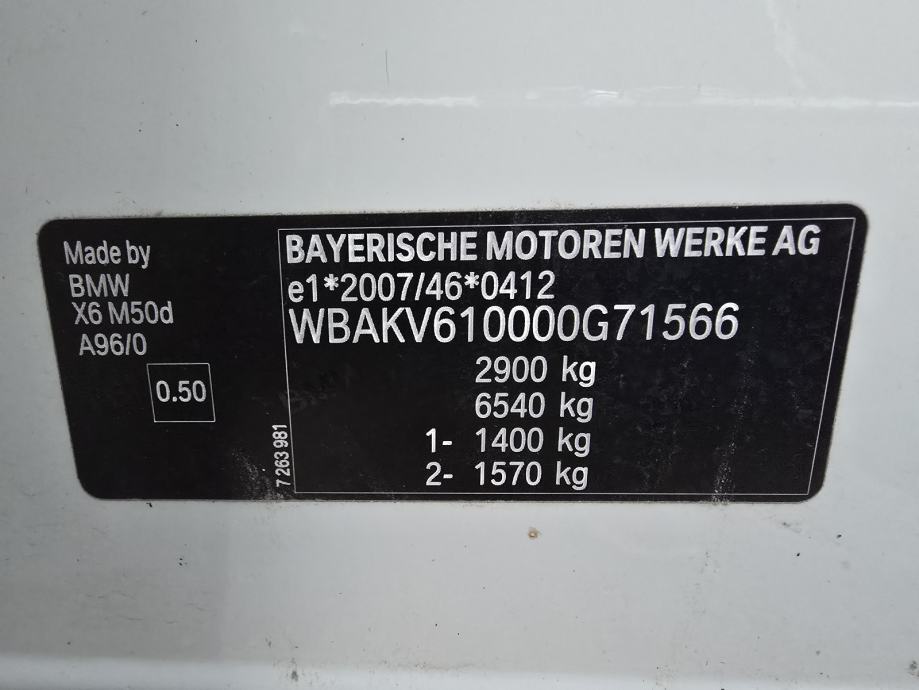 Made by
BMW
X6 M50d
A96/0
0.50
7 263 981
BAYERISCHE MOTOREN WERKE AG
e1*2007/46*0412
WBAKV610000G71566
2900 kg
6540 kg
1- 1400 kg
2- 1570 kg